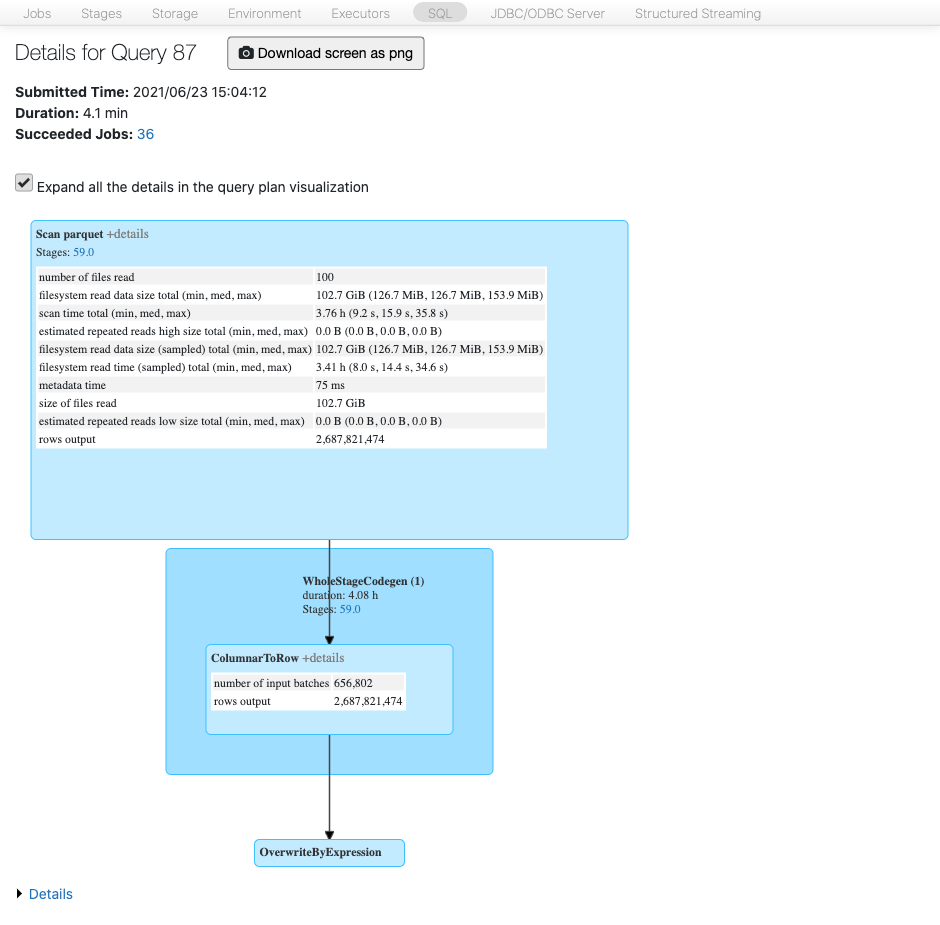 Jobs Stages Storage Environment Executors SQL JDBC/ODBC Server Structured Streaming
Details for Query 87 Download screen as png
Submitted Time: 2021/06/23 15:04:12
Duration: 4.1 min
Succeeded Jobs: 36
Expand all the details in the query plan visualization
Scan parquet +details
Stages: 59.0
number of files read 100
filesystem read data size total (min, med, max) 102.7 GiB (126.7 MiB, 126.7 MiB, 153.9 MiB)
scan time total (min, med, max) 3.76 h (9.2 s, 15.9 s, 35.8 s)
estimated repeated reads high size total (min, med, max) 0.0 B (0.0 B, 0.0 B, 0.0 B)
filesystem read data size (sampled) total (min, med, max) 102.7 GiB (126.7 MiB, 126.7 MiB, 153.9 MiB)
filesystem read time (sampled) total (min, med, max) 3.41 h (8.0 s, 14.4 s, 34.6 s)
metadata time 75 ms
size of files read 102.7 GiB
estimated repeated reads low size total (min, med, max) 0.0 B (0.0 B, 0.0 B, 0.0 B)
rows output 2,687,821,474
WholeStageCodegen (1)
duration: 4.08 h
Stages: 59.0
ColumnarToRow +details
number of input batches 656,802
rows output 2,687,821,474
OverwriteByExpression
Details